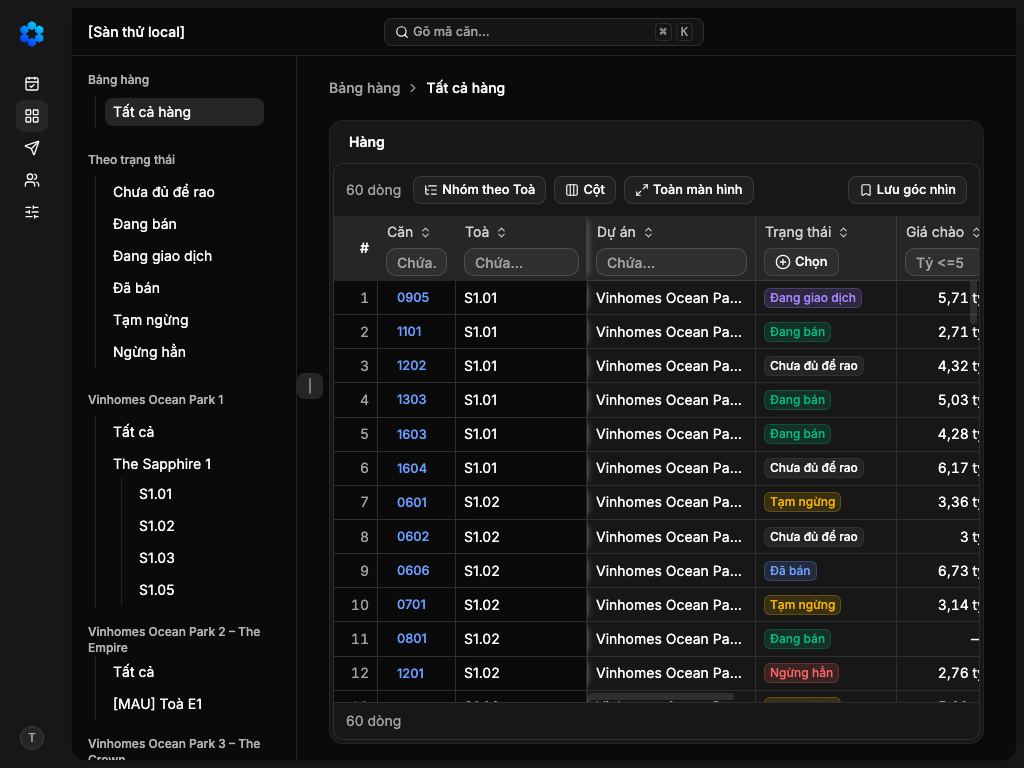 [Sàn thử local]
Gõ mã căn...
⌘ K
Bảng hàng
Tất cả hàng
Theo trạng thái
Chưa đủ để rao
Đang bán
Đang giao dịch
Đã bán
Tạm ngừng
Ngừng hẳn
Vinhomes Ocean Park 1
Tất cả
The Sapphire 1
S1.01
S1.02
S1.03
S1.05
Vinhomes Ocean Park 2 – The
Empire
Tất cả
[MAU] Toà E1
Vinhomes Ocean Park 3 – The
Crown
T
Bảng hàng > Tất cả hàng
Hàng
60 dòng Nhóm theo Toà Cột Toàn màn hình Lưu góc nhìn
# Căn Toà Dự án Trạng thái Giá chào
Chứa. Chứa... Chứa... Chọn Tỷ <=5
1 0905 S1.01 Vinhomes Ocean Pa... Đang giao dịch 5,71 tỷ
2 1101 S1.01 Vinhomes Ocean Pa... Đang bán 2,71 tỷ
3 1202 S1.01 Vinhomes Ocean Pa... Chưa đủ để rao 4,32 tỷ
4 1303 S1.01 Vinhomes Ocean Pa... Đang bán 5,03 tỷ
5 1603 S1.01 Vinhomes Ocean Pa... Đang bán 4,28 tỷ
6 1604 S1.01 Vinhomes Ocean Pa... Chưa đủ để rao 6,17 tỷ
7 0601 S1.02 Vinhomes Ocean Pa... Tạm ngừng 3,36 tỷ
8 0602 S1.02 Vinhomes Ocean Pa... Chưa đủ để rao 3 tỷ
9 0606 S1.02 Vinhomes Ocean Pa... Đã bán 6,73 tỷ
10 0701 S1.02 Vinhomes Ocean Pa... Tạm ngừng 3,14 tỷ
11 0801 S1.02 Vinhomes Ocean Pa... Đang bán –
12 1201 S1.02 Vinhomes Ocean Pa... Ngừng hẳn 2,76 tỷ
60 dòng